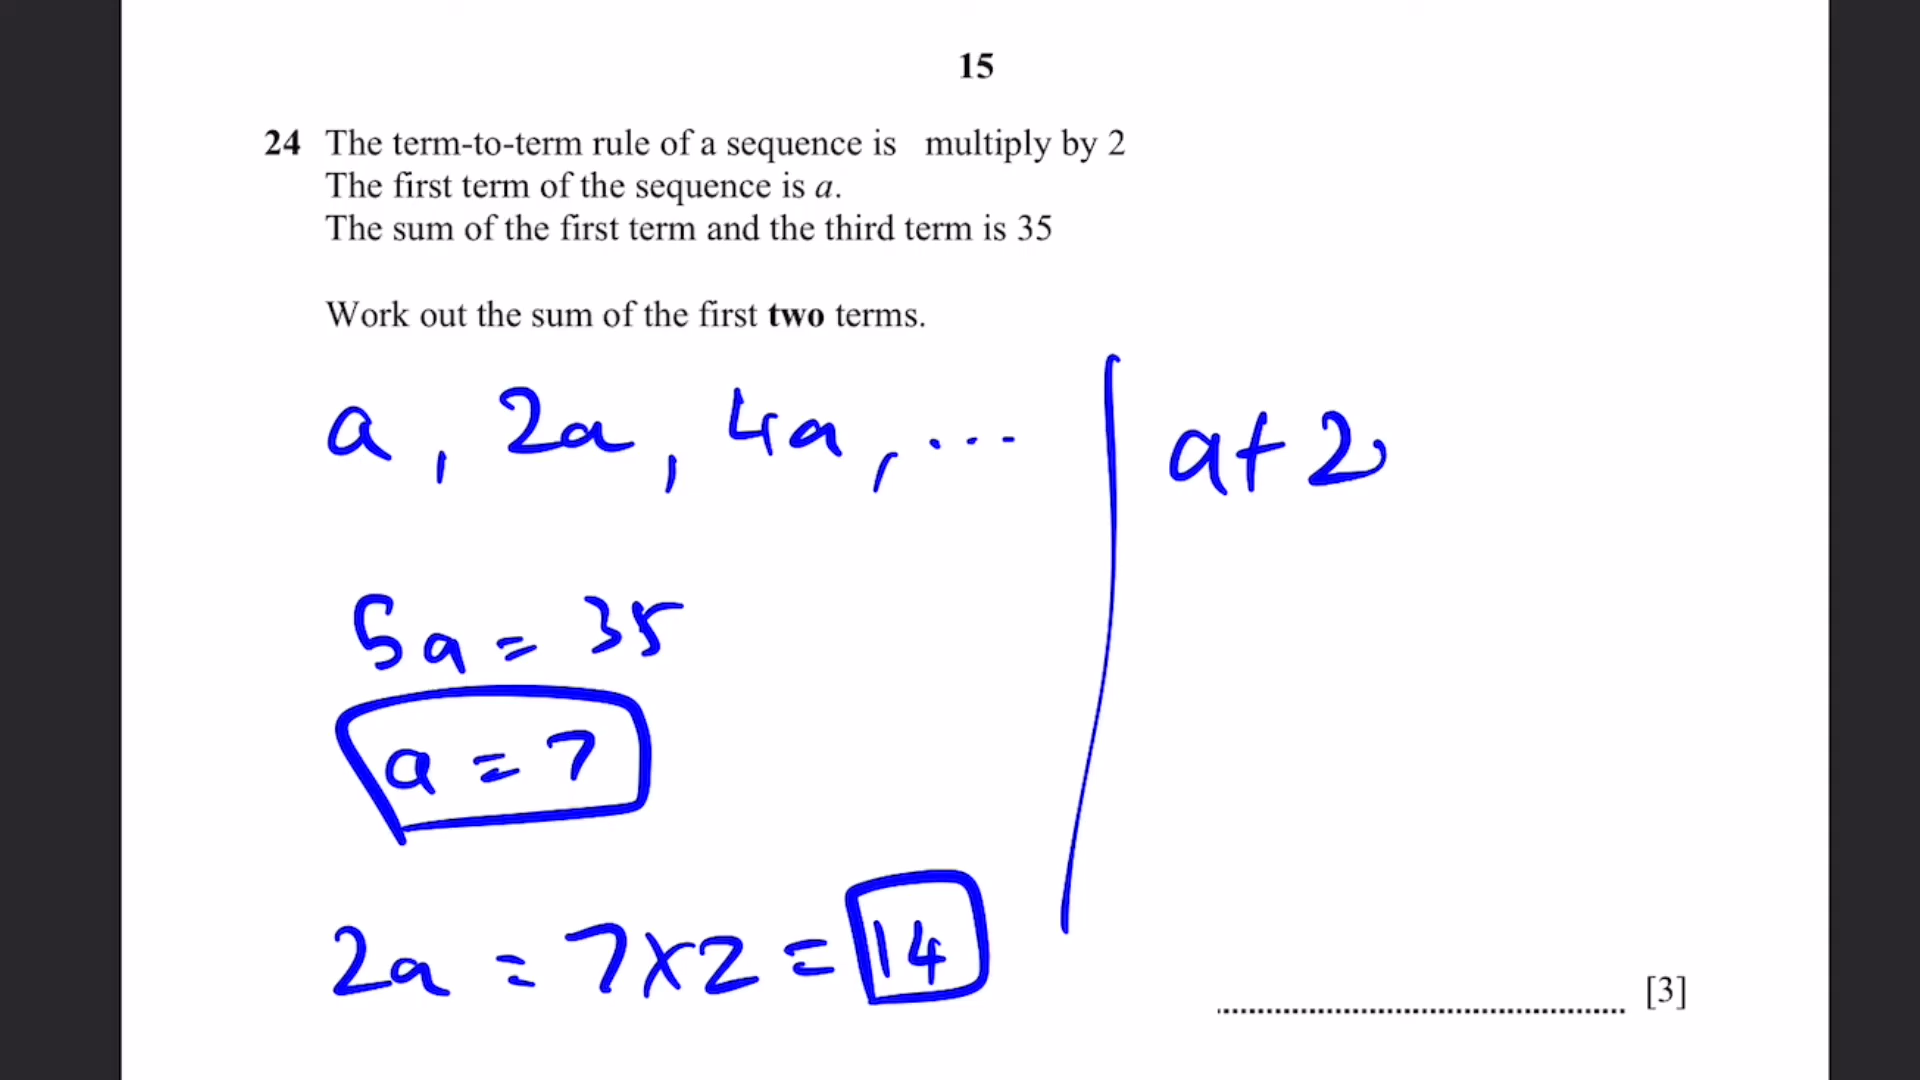 15
24 The term-to-term rule of a sequence is multiply by 2
The first term of the sequence is a.
The sum of the first term and the third term is 35
Work out the sum of the first two terms.
a , 2a , 4a , ...
5a = 35
a = 7
2a = 7 x 2 = 14
a + 2
.................................................. [3]